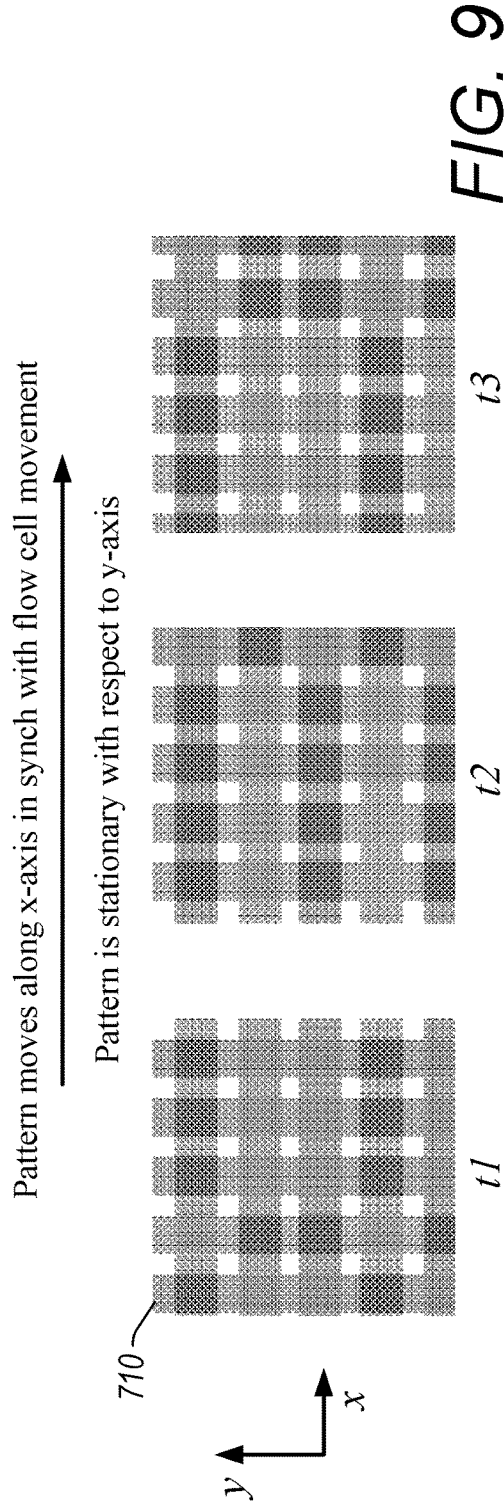 Pattern moves along x-axis in synch with flow cell movement
Pattern is stationary with respect to y-axis
710
y
x
t1
t2
t3
FIG. 9